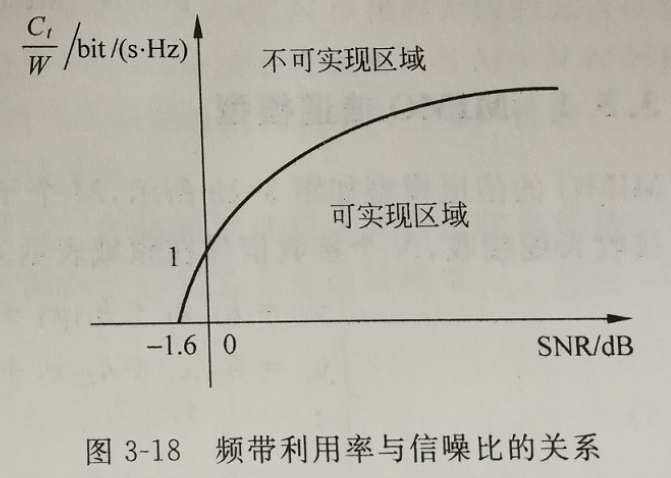 C_t/W /bit/(s·Hz)
不可实现区域
可实现区域
1
−1.6 0 SNR/dB
图 3-18 频带利用率与信噪比的关系